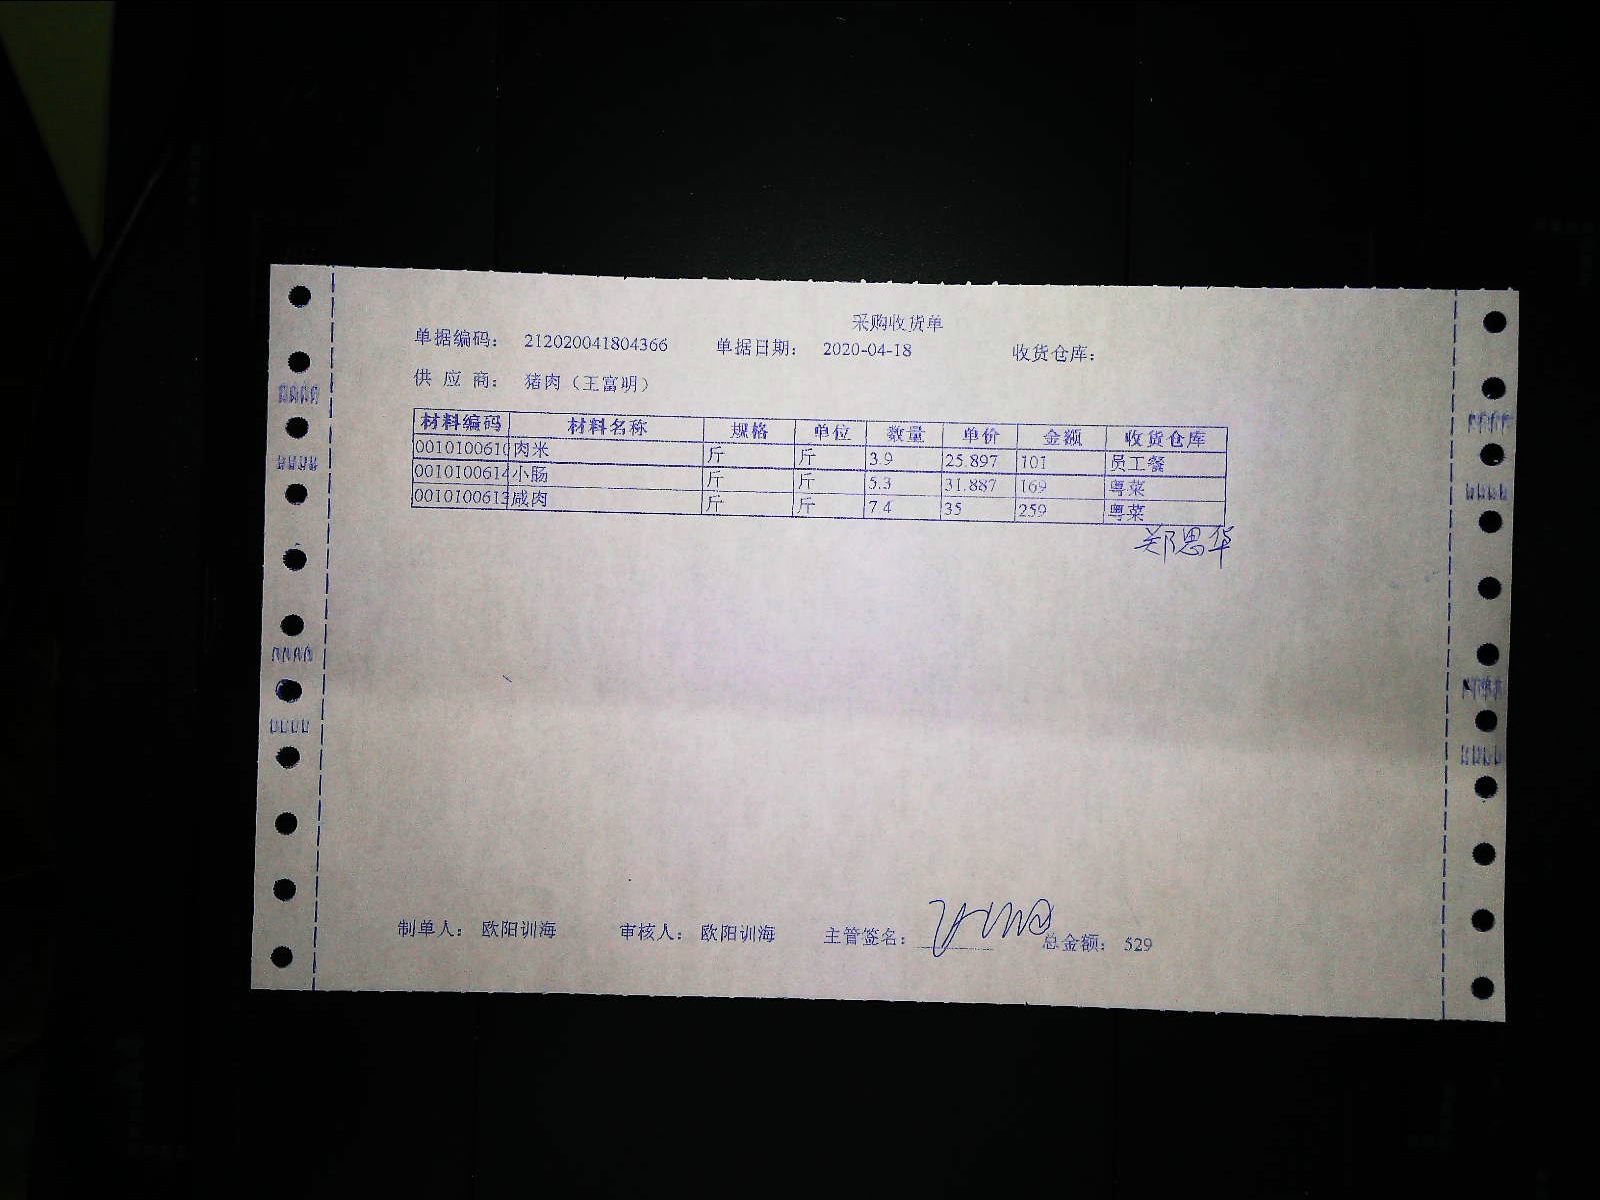 采购收货单
单据编码： 212020041804366 单据日期： 2020-04-18 收货仓库：
供 应 商： 猪肉（王富明）
材料编码 材料名称 规格 单位 数量 单价 金额 收货仓库
0010100610 肉米 斤 斤 3.9 25.897 101 员工餐
0010100614 小肠 斤 斤 5.3 31.887 169 粤菜
0010100613 咸肉 斤 斤 7.4 35 259 粤菜
郑思华
制单人： 欧阳训海 审核人： 欧阳训海 主管签名： 总金额： 529